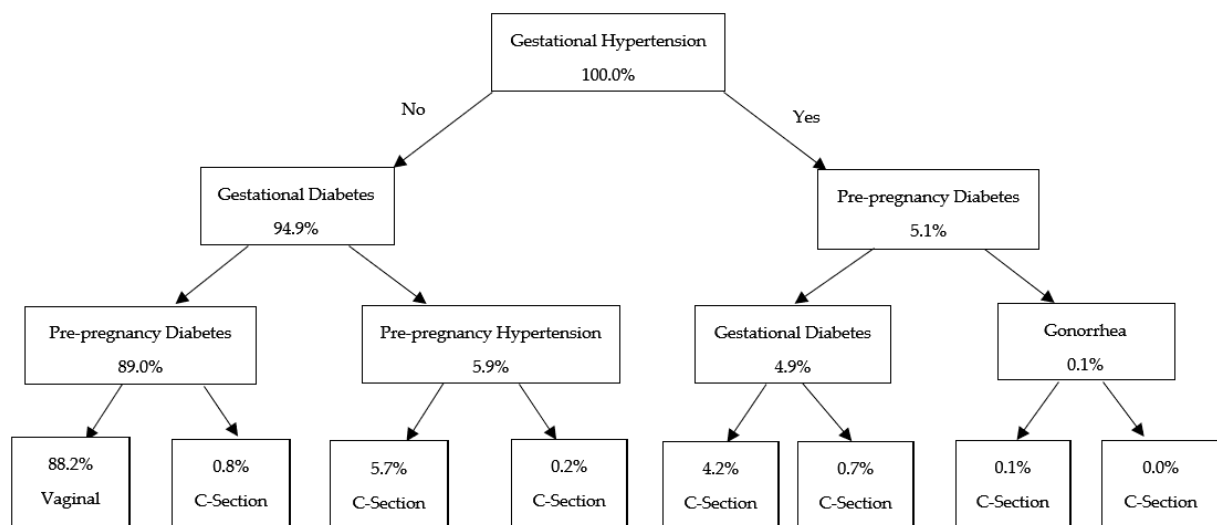 Gestational Hypertension
100.0%
No
Yes
Gestational Diabetes
94.9%
Pre-pregnancy Diabetes
5.1%
Pre-pregnancy Diabetes
89.0%
Pre-pregnancy Hypertension
5.9%
Gestational Diabetes
4.9%
Gonorrhea
0.1%
88.2%
Vaginal
0.8%
C-Section
5.7%
C-Section
0.2%
C-Section
4.2%
C-Section
0.7%
C-Section
0.1%
C-Section
0.0%
C-Section